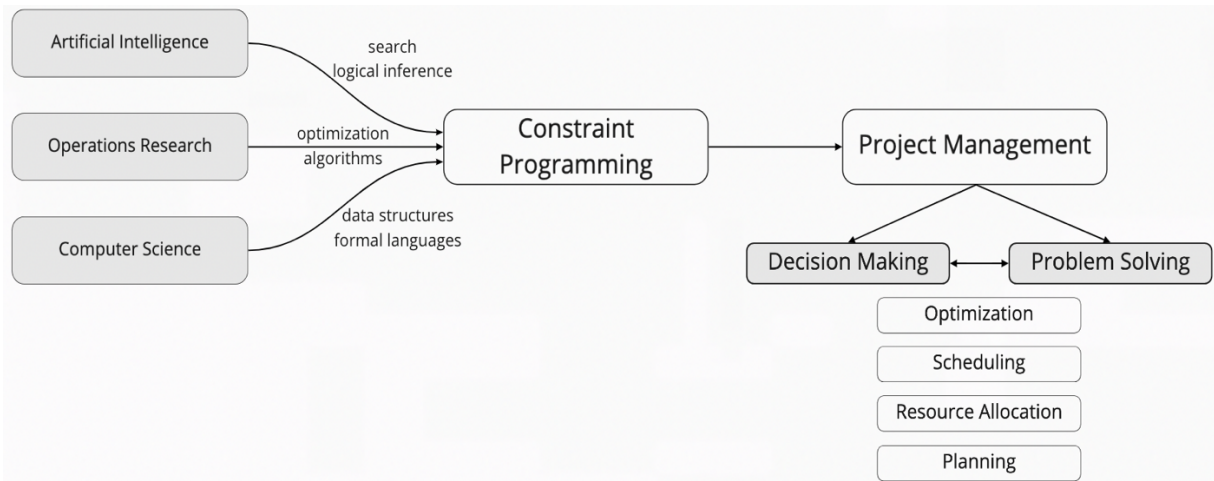 Artificial Intelligence
search
logical inference
Operations Research
optimization
algorithms
Computer Science
data structures
formal languages
Constraint
Programming
Project Management
Decision Making
Problem Solving
Optimization
Scheduling
Resource Allocation
Planning